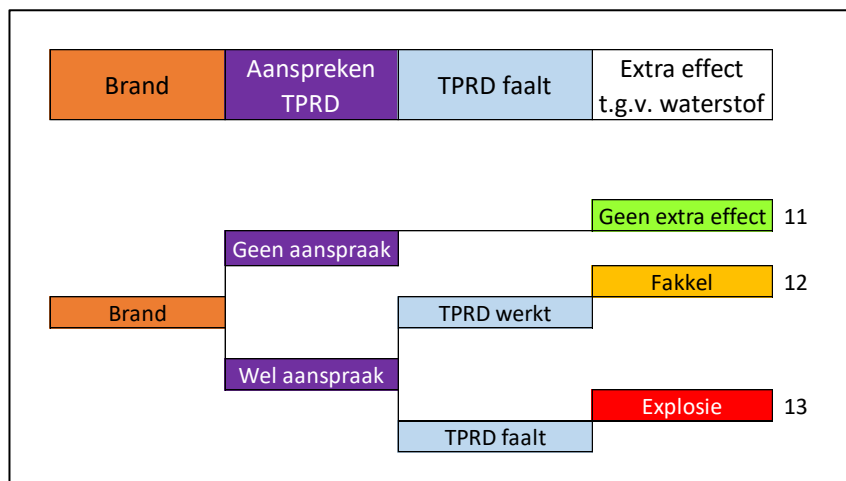 Brand
Aanspreken
TPRD
TPRD faalt
Extra effect
t.g.v. waterstof
Geen extra effect 11
Geen aanspraak
Fakkel 12
Brand
TPRD werkt
Wel aanspraak
Explosie 13
TPRD faalt